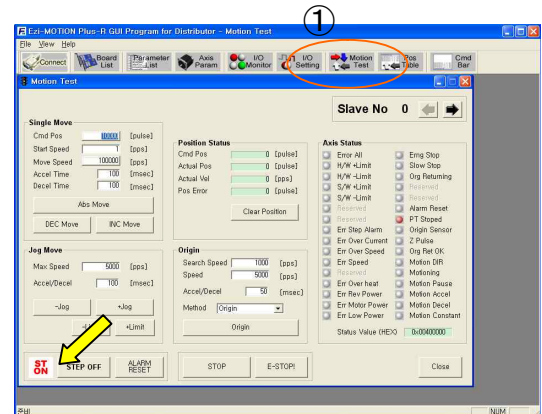 ①
Ezi-MOTION Plus-R GUI Program for Distributor - Motion Test
File View Help
Connect
Board List
Parameter List
Axis Param
I/O Monitor
I/O Setting
Motion Test
Pos Table
Cmd Bar
Motion Test
Slave No 0
Single Move
Cmd Pos 10000 [pulse]
Start Speed 1 [pps]
Move Speed 100000 [pps]
Accel Time 100 [msec]
Decel Time 100 [msec]
Abs Move
DEC Move INC Move
Jog Move
Max Speed 5000 [pps]
Accel/Decel 100 [msec]
-Jog +Jog
+Limit
Position Status
Cmd Pos 0 [pulse]
Actual Pos 0 [pulse]
Actual Vel 0 [pps]
Pos Error 0 [pulse]
Clear Position
Origin
Search Speed 1000 [pps]
Speed 5000 [pps]
Accel/Decel 50 [msec]
Method Origin
Origin
Axis Status
Error All Emg Stop
H/W +Limit Slow Stop
H/W -Limit Org Returning
S/W +Limit Reserved
S/W -Limit Reserved
Reserved Alarm Reset
Reserved PT Stoped
Err Step Alarm Origin Sensor
Err Over Current Z Pulse
Err Over Speed Org Ret OK
Err Speed Motion DIR
Reserved Motioning
Err Over heat Motion Pause
Err Rev Power Motion Accel
Err Motor Power Motion Decel
Err Low Power Motion Constant
Status Value (HEX) 0x00400000
ST ON
STEP OFF
ALARM RESET
STOP
E-STOP!
Close
준비
NUM